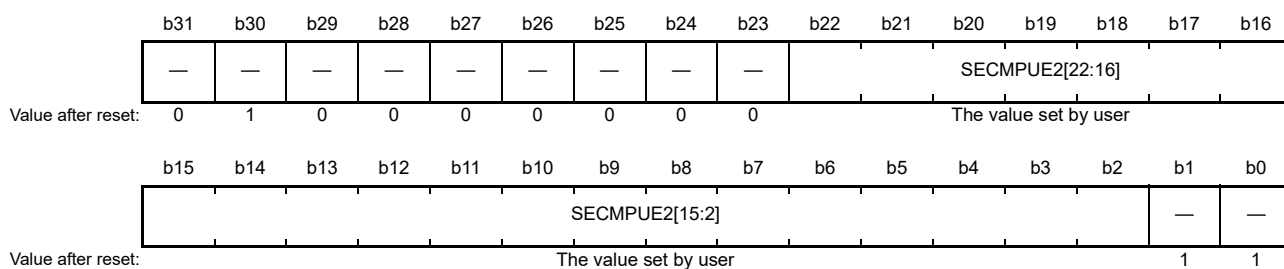 b31 b30 b29 b28 b27 b26 b25 b24 b23 b22 b21 b20 b19 b18 b17 b16
— — — — — — — — — SECMPUE2[22:16]
Value after reset: 0 1 0 0 0 0 0 0 0 The value set by user
b15 b14 b13 b12 b11 b10 b9 b8 b7 b6 b5 b4 b3 b2 b1 b0
SECMPUE2[15:2] — —
Value after reset: The value set by user 1 1